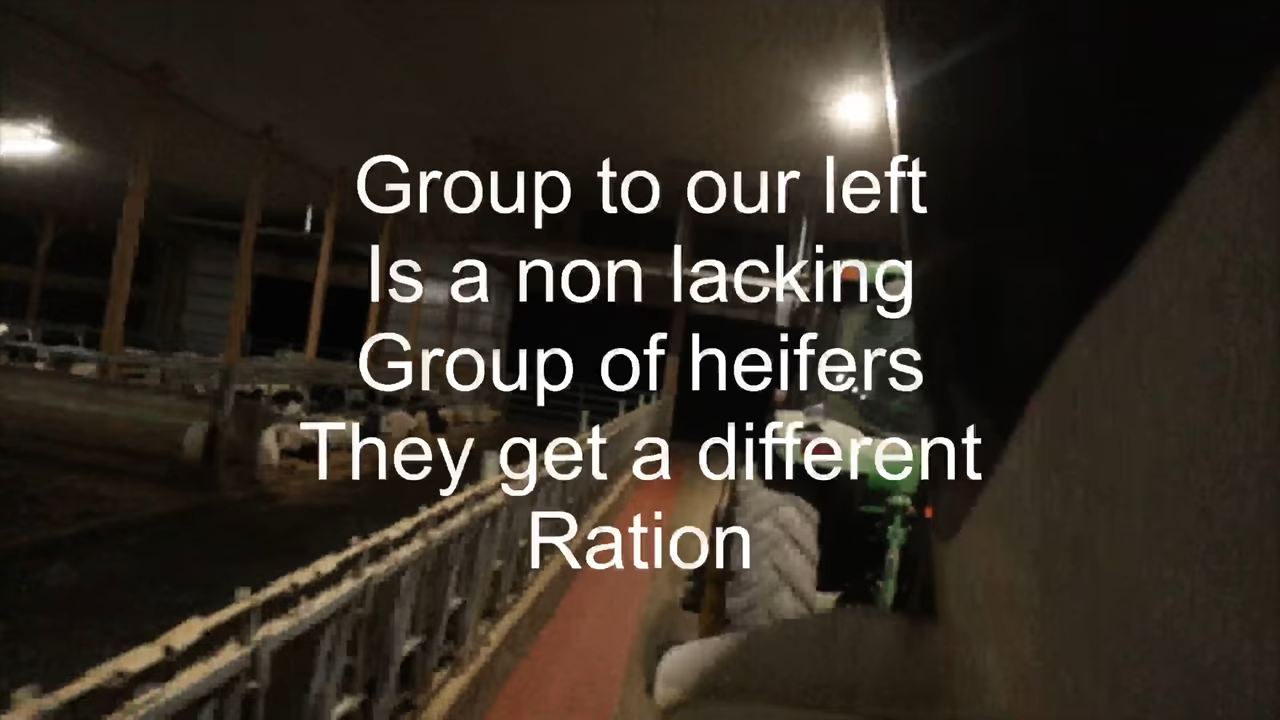 Group to our left
Is a non lacking
Group of heifers
They get a different
Ration